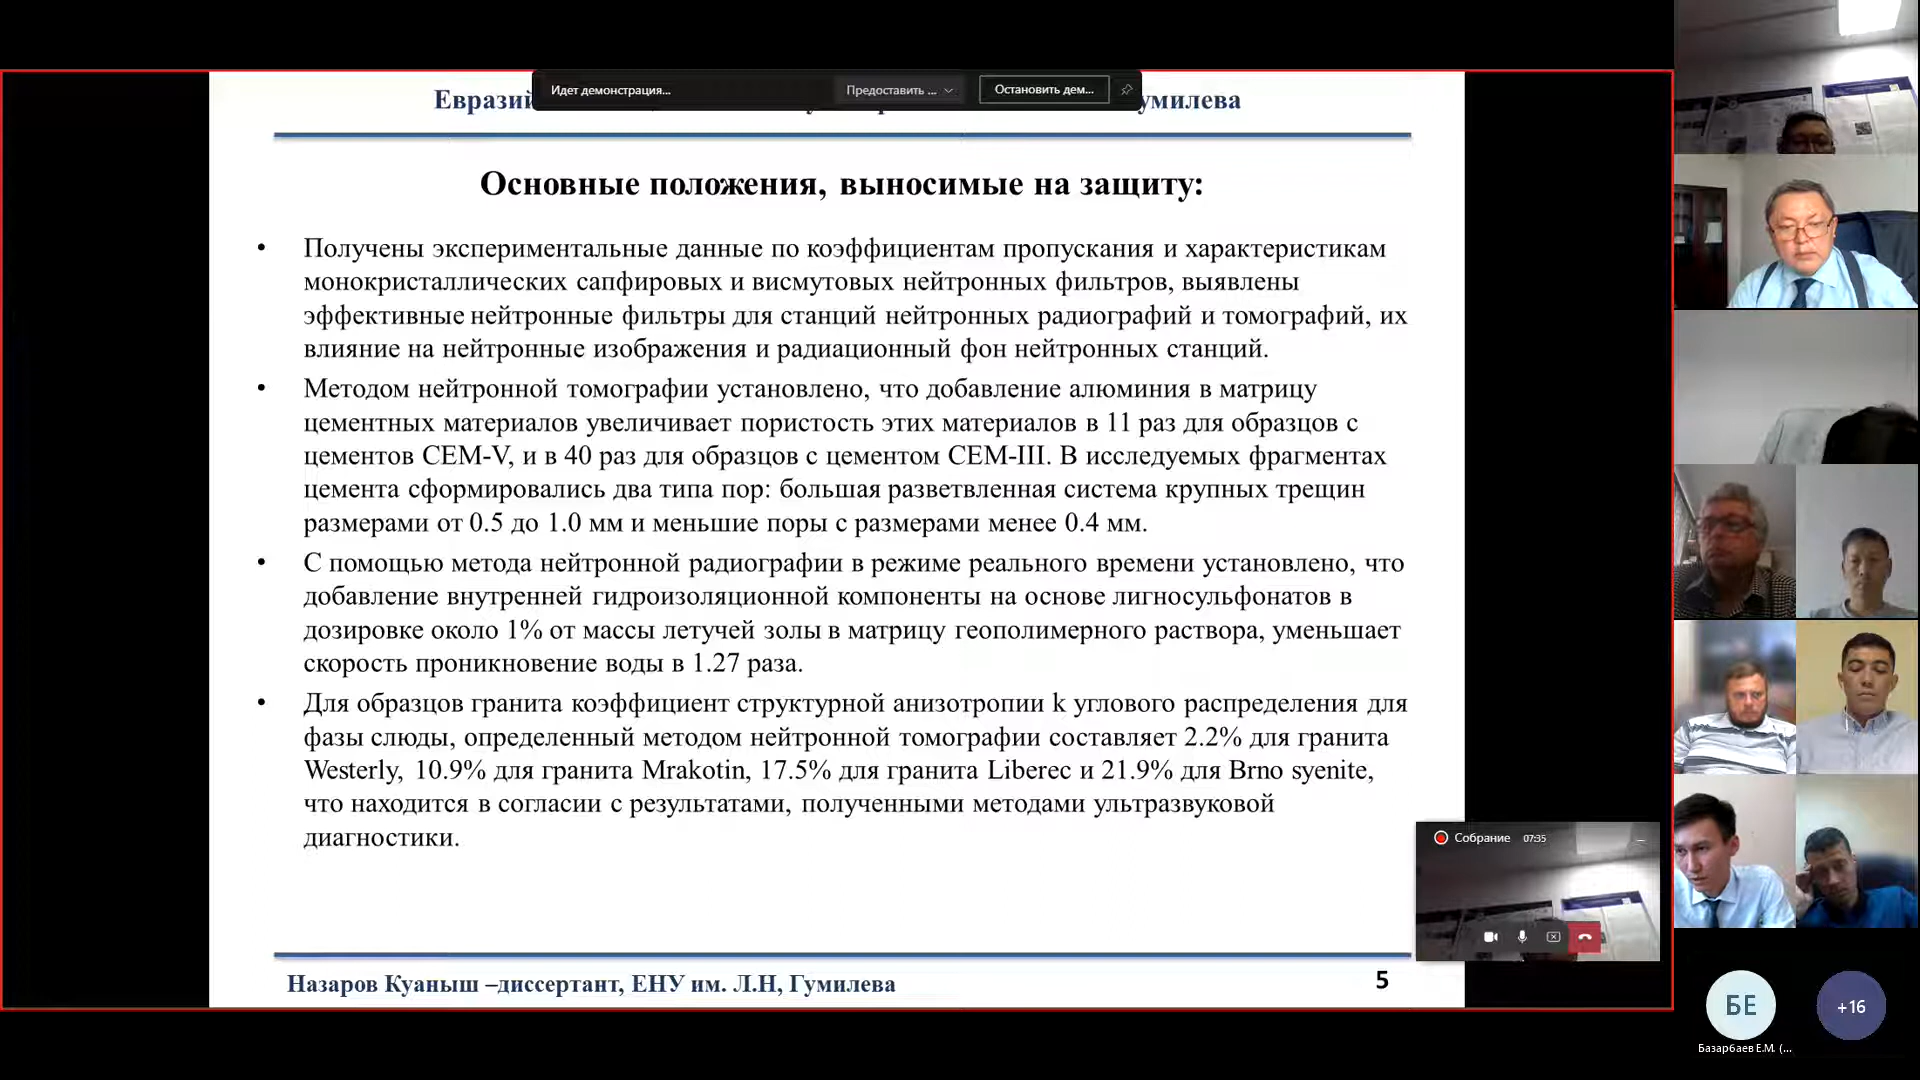 Идет демонстрация...
Предоставить ...
Остановить дем...
Основные положения, выносимые на защиту:
• Получены экспериментальные данные по коэффициентам пропускания и характеристикам
монокристаллических сапфировых и висмутовых нейтронных фильтров, выявлены
эффективные нейтронные фильтры для станций нейтронных радиографий и томографий, их
влияние на нейтронные изображения и радиационный фон нейтронных станций.
• Методом нейтронной томографии установлено, что добавление алюминия в матрицу
цементных материалов увеличивает пористость этих материалов в 11 раз для образцов с
цементов CEM-V, и в 40 раз для образцов с цементом CEM-III. В исследуемых фрагментах
цемента сформировались два типа пор: большая разветвленная система крупных трещин
размерами от 0.5 до 1.0 мм и меньшие поры с размерами менее 0.4 мм.
• С помощью метода нейтронной радиографии в режиме реального времени установлено, что
добавление внутренней гидроизоляционной компоненты на основе лигносульфонатов в
дозировке около 1% от массы летучей золы в матрицу геополимерного раствора, уменьшает
скорость проникновение воды в 1.27 раза.
• Для образцов гранита коэффициент структурной анизотропии k углового распределения для
фазы слюды, определенный методом нейтронной томографии составляет 2.2% для гранита
Westerly, 10.9% для гранита Mrakotin, 17.5% для гранита Liberec и 21.9% для Brno syenite,
что находится в согласии с результатами, полученными методами ультразвуковой
диагностики.
Собрание 07:35
Назаров Куаныш –диссертант, ЕНУ им. Л.Н, Гумилева
5
БЕ
+16
Базарбаев Е.М. (...